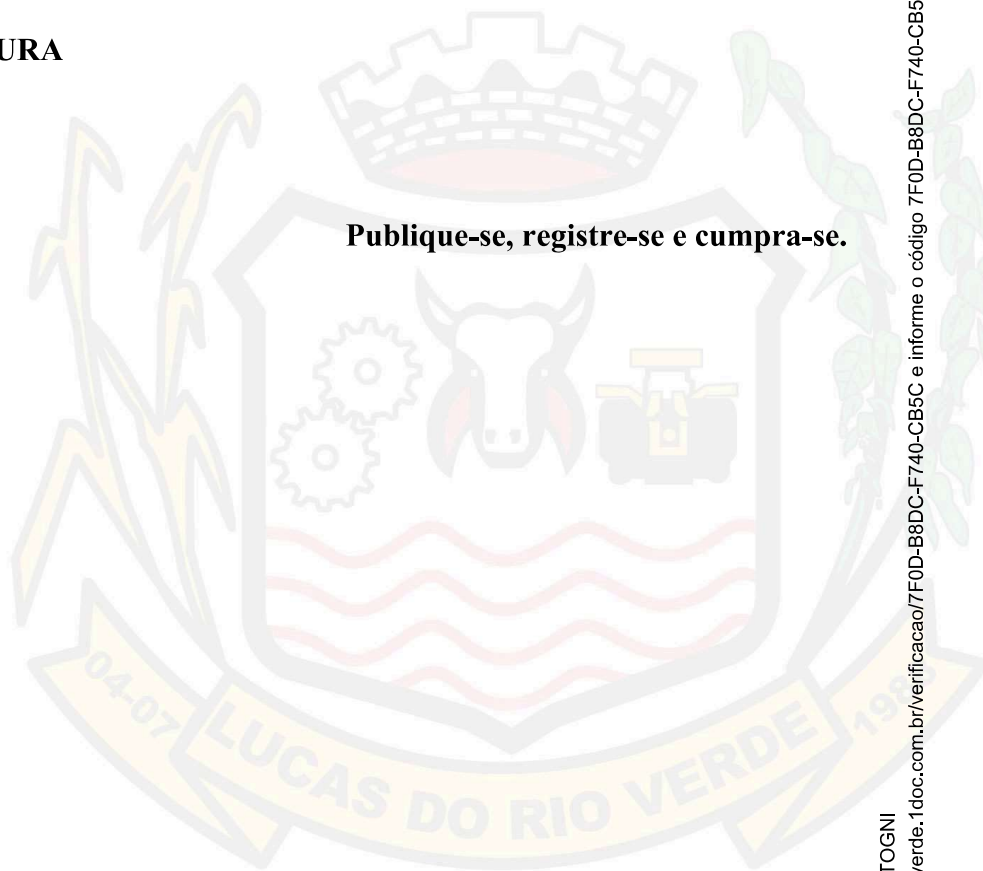 URA
Publique-se, registre-se e cumpra-se.
04-07
LUCAS DO RIO VERDE
1988
TOGNI
verde.1doc.com.br/verificacao/7F0D-B8DC-F740-CB5C e informe o código 7F0D-B8DC-F740-CB5